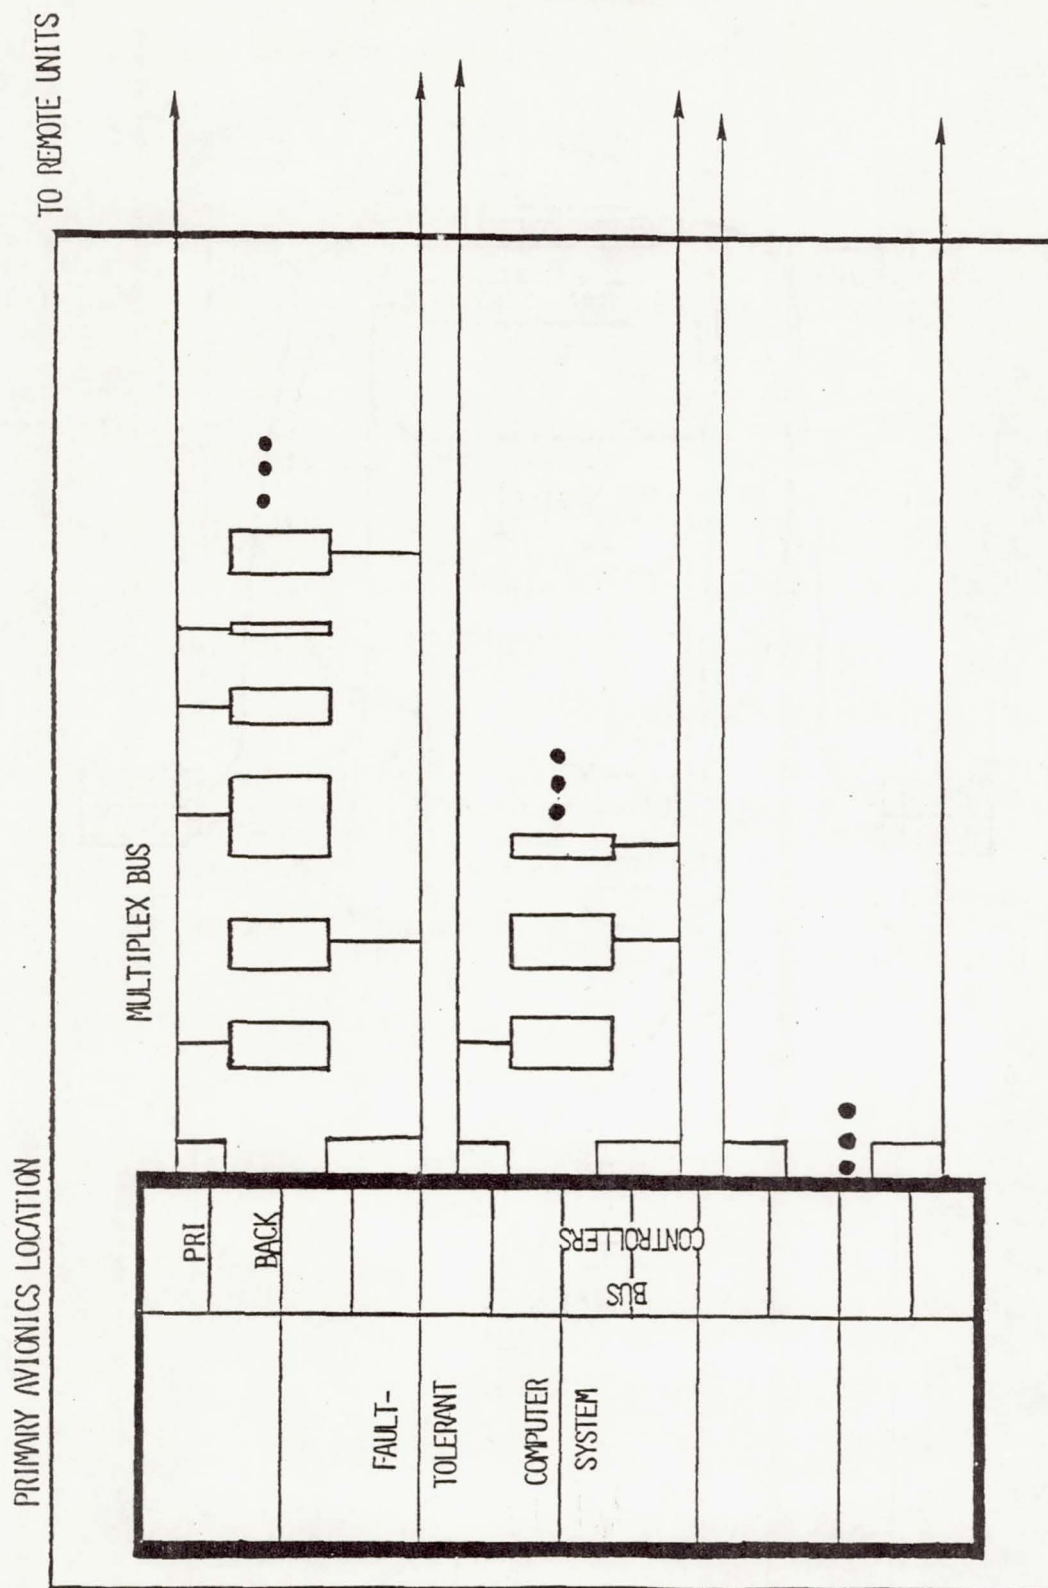 PRIMARY AVIONICS LOCATION
TO REMOTE UNITS
MULTIPLEX BUS
PRI
BACK
BUS
CONTROLLERS
FAULT-
TOLERANT
COMPUTER
SYSTEM